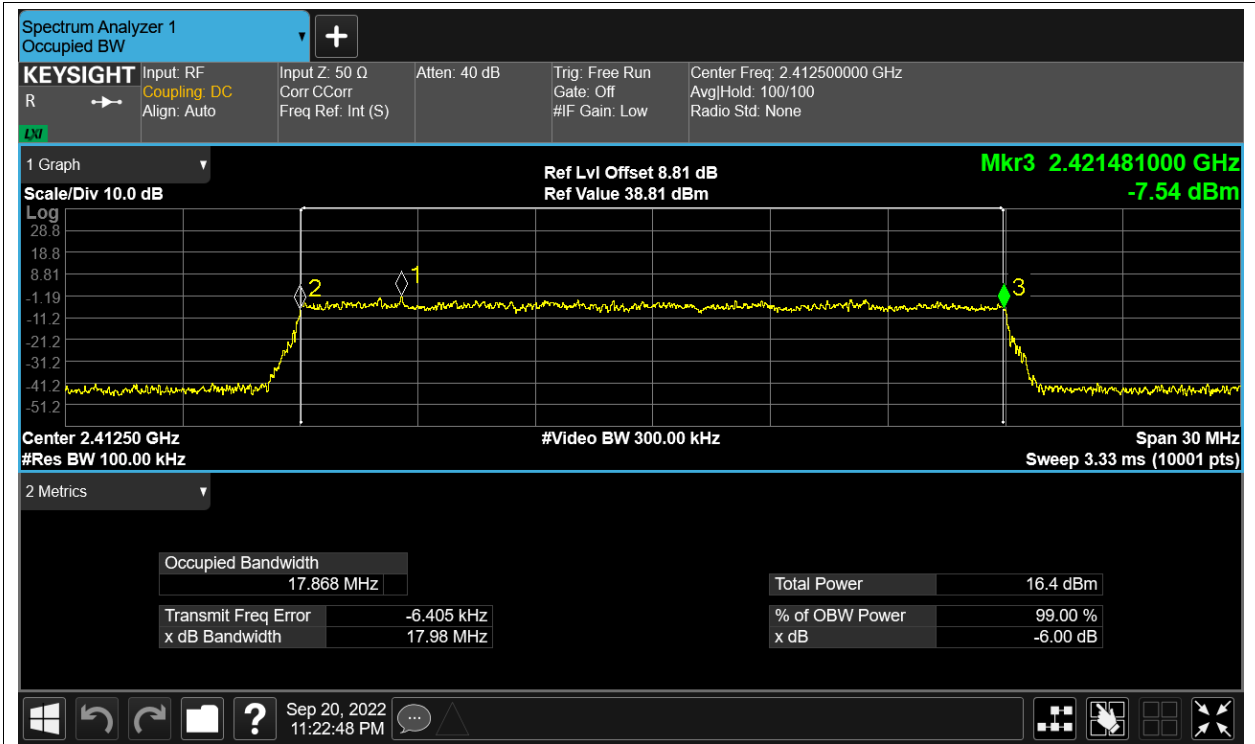 Spectrum Analyzer 1
Occupied BW
KEYSIGHT
R
LXI
Input: RF
Coupling: DC
Align: Auto
Input Z: 50 Ω
Corr CCorr
Freq Ref: Int (S)
Atten: 40 dB
Trig: Free Run
Gate: Off
#IF Gain: Low
Center Freq: 2.412500000 GHz
Avg|Hold: 100/100
Radio Std: None
1 Graph
Scale/Div 10.0 dB
Ref Lvl Offset 8.81 dB
Ref Value 38.81 dBm
Mkr3 2.421481000 GHz
-7.54 dBm
Log
28.8
18.8
8.81
-1.19
-11.2
-21.2
-31.2
-41.2
-51.2
2
1
3
Center 2.41250 GHz
#Res BW 100.00 kHz
#Video BW 300.00 kHz
Span 30 MHz
Sweep 3.33 ms (10001 pts)
2 Metrics
Occupied Bandwidth
17.868 MHz
Transmit Freq Error -6.405 kHz
x dB Bandwidth 17.98 MHz
Total Power 16.4 dBm
% of OBW Power 99.00 %
x dB -6.00 dB
Sep 20, 2022
11:22:48 PM